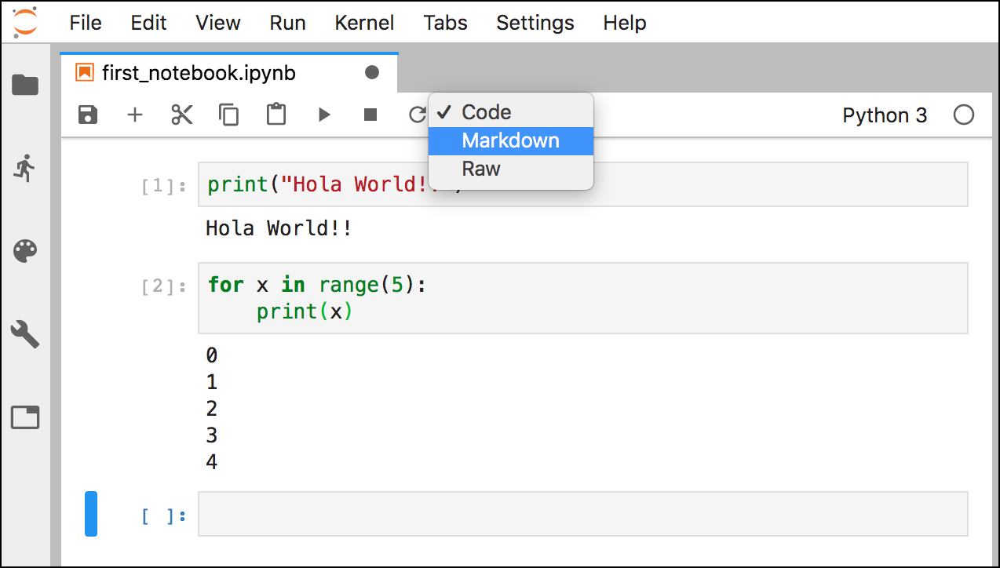 File Edit View Run Kernel Tabs Settings Help
first_notebook.ipynb
✓ Code
Python 3
Markdown
Raw
[1]: print("Hola World!
Hola World!!
[2]: for x in range(5):
    print(x)
0
1
2
3
4
[ ]: